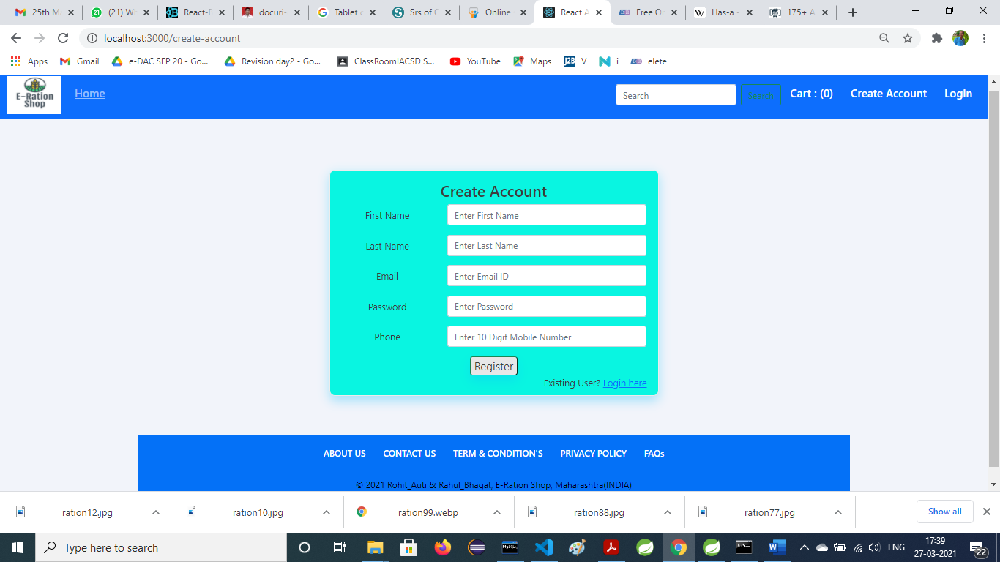 25th M
(21) Wh
React-E
docuri-
Tablet c
Srs of C
Online
React A
Free Or
Has-a -
175+ A
localhost:3000/create-account
Apps
Gmail
e-DAC SEP 20 - Go...
Revision day2 - Go...
ClassRoomIACSD S...
YouTube
Maps
V
i
elete
E-Ration
Shop
Home
Search
Search
Cart : (0)
Create Account
Login
Create Account
First Name
Enter First Name
Last Name
Enter Last Name
Email
Enter Email ID
Password
Enter Password
Phone
Enter 10 Digit Mobile Number
Register
Existing User? Login here
ABOUT US
CONTACT US
TERM & CONDITION'S
PRIVACY POLICY
FAQs
© 2021 Rohit_Auti & Rahul_Bhagat, E-Ration Shop, Maharashtra(INDIA)
ration12.jpg
ration10.jpg
ration99.webp
ration88.jpg
ration77.jpg
Show all
Type here to search
ENG
17:39
27-03-2021
22